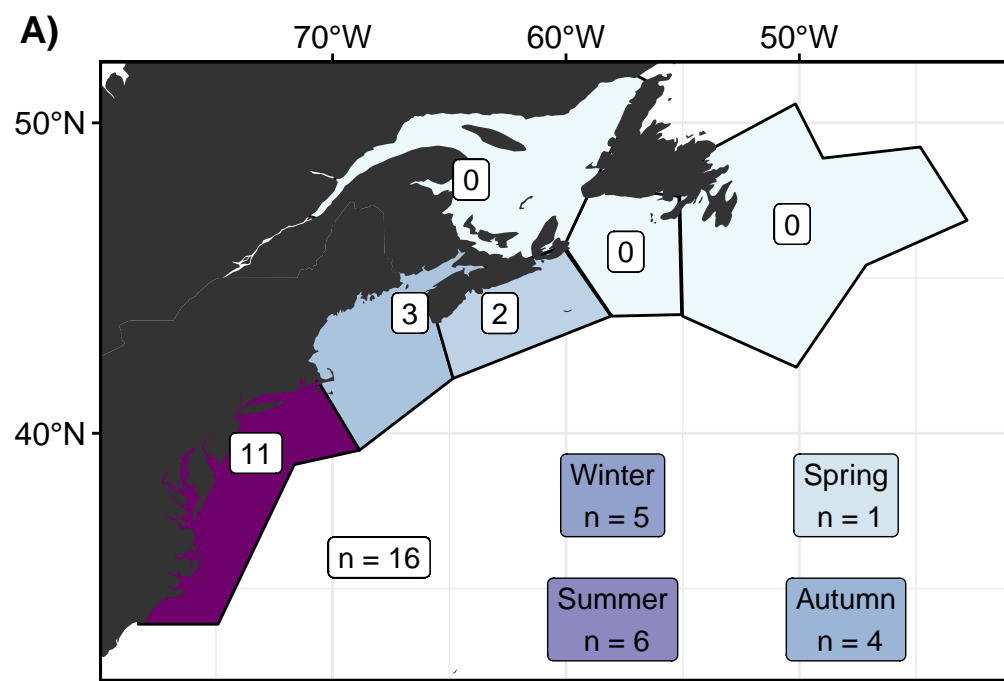 A)
70°W 60°W 50°W
50°N
40°N
0
0
0
3
2
11
n = 16
Winter
n = 5
Spring
n = 1
Summer
n = 6
Autumn
n = 4